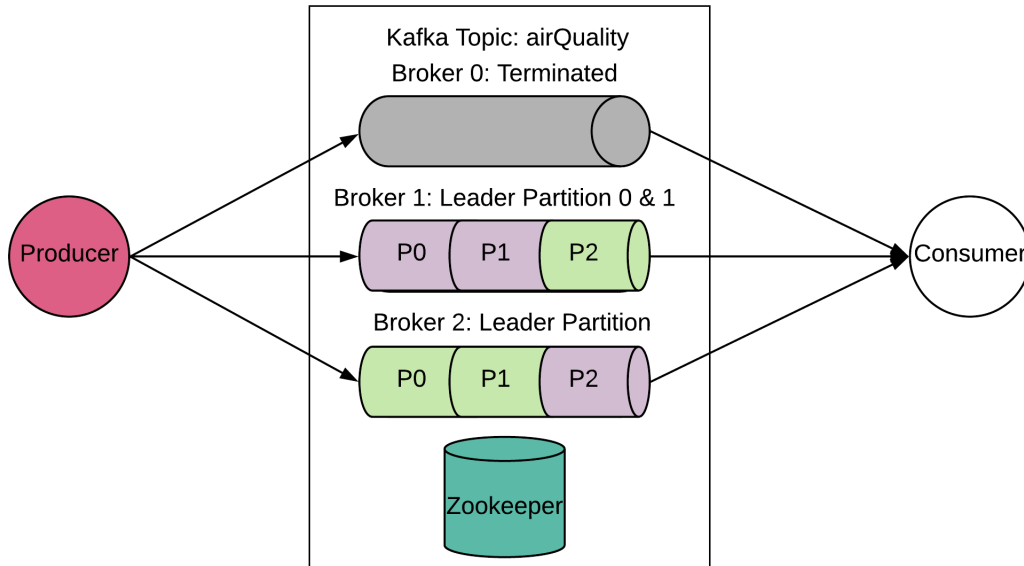 Kafka Topic: airQuality
Broker 0: Terminated
Broker 1: Leader Partition 0 & 1
Producer
P0
P1
P2
Consumer
Broker 2: Leader Partition
P0
P1
P2
Zookeeper